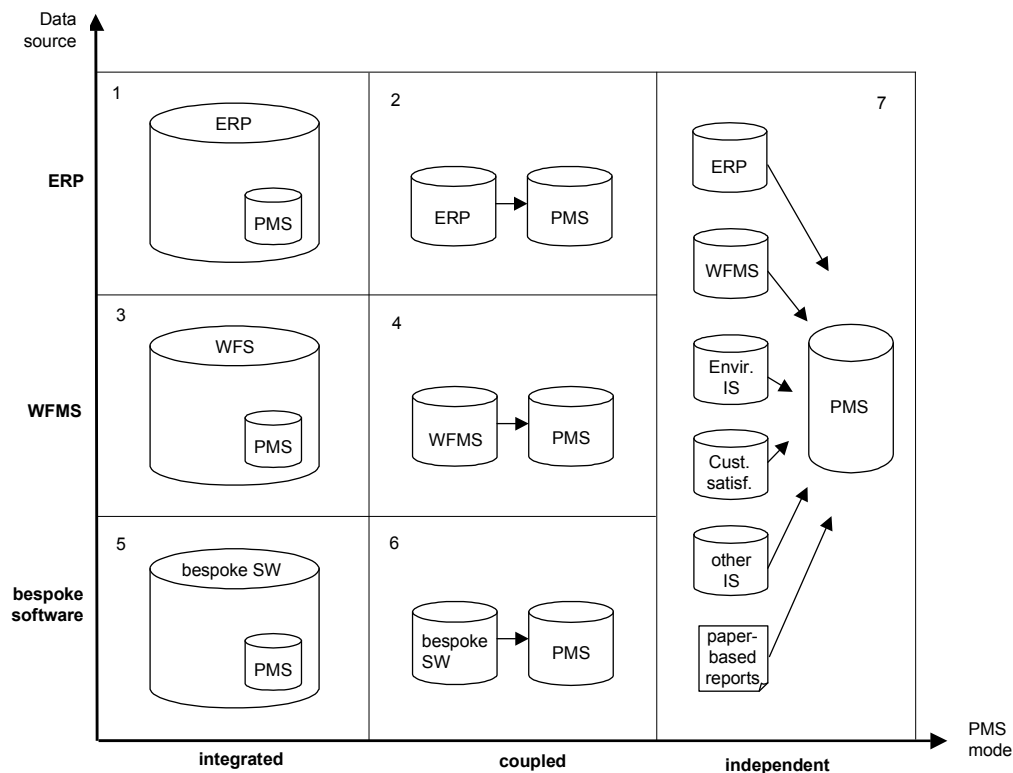 Data
source
1
2
7
ERP
PMS
ERP
PMS
ERP
ERP
WFMS
3
4
WFS
PMS
WFMS
PMS
WFMS
Envir.
IS
PMS
Cust.
satisf.
5
6
bespoke SW
PMS
bespoke
SW
PMS
bespoke
software
other
IS
paper-
based
reports
integrated
coupled
independent
PMS
mode